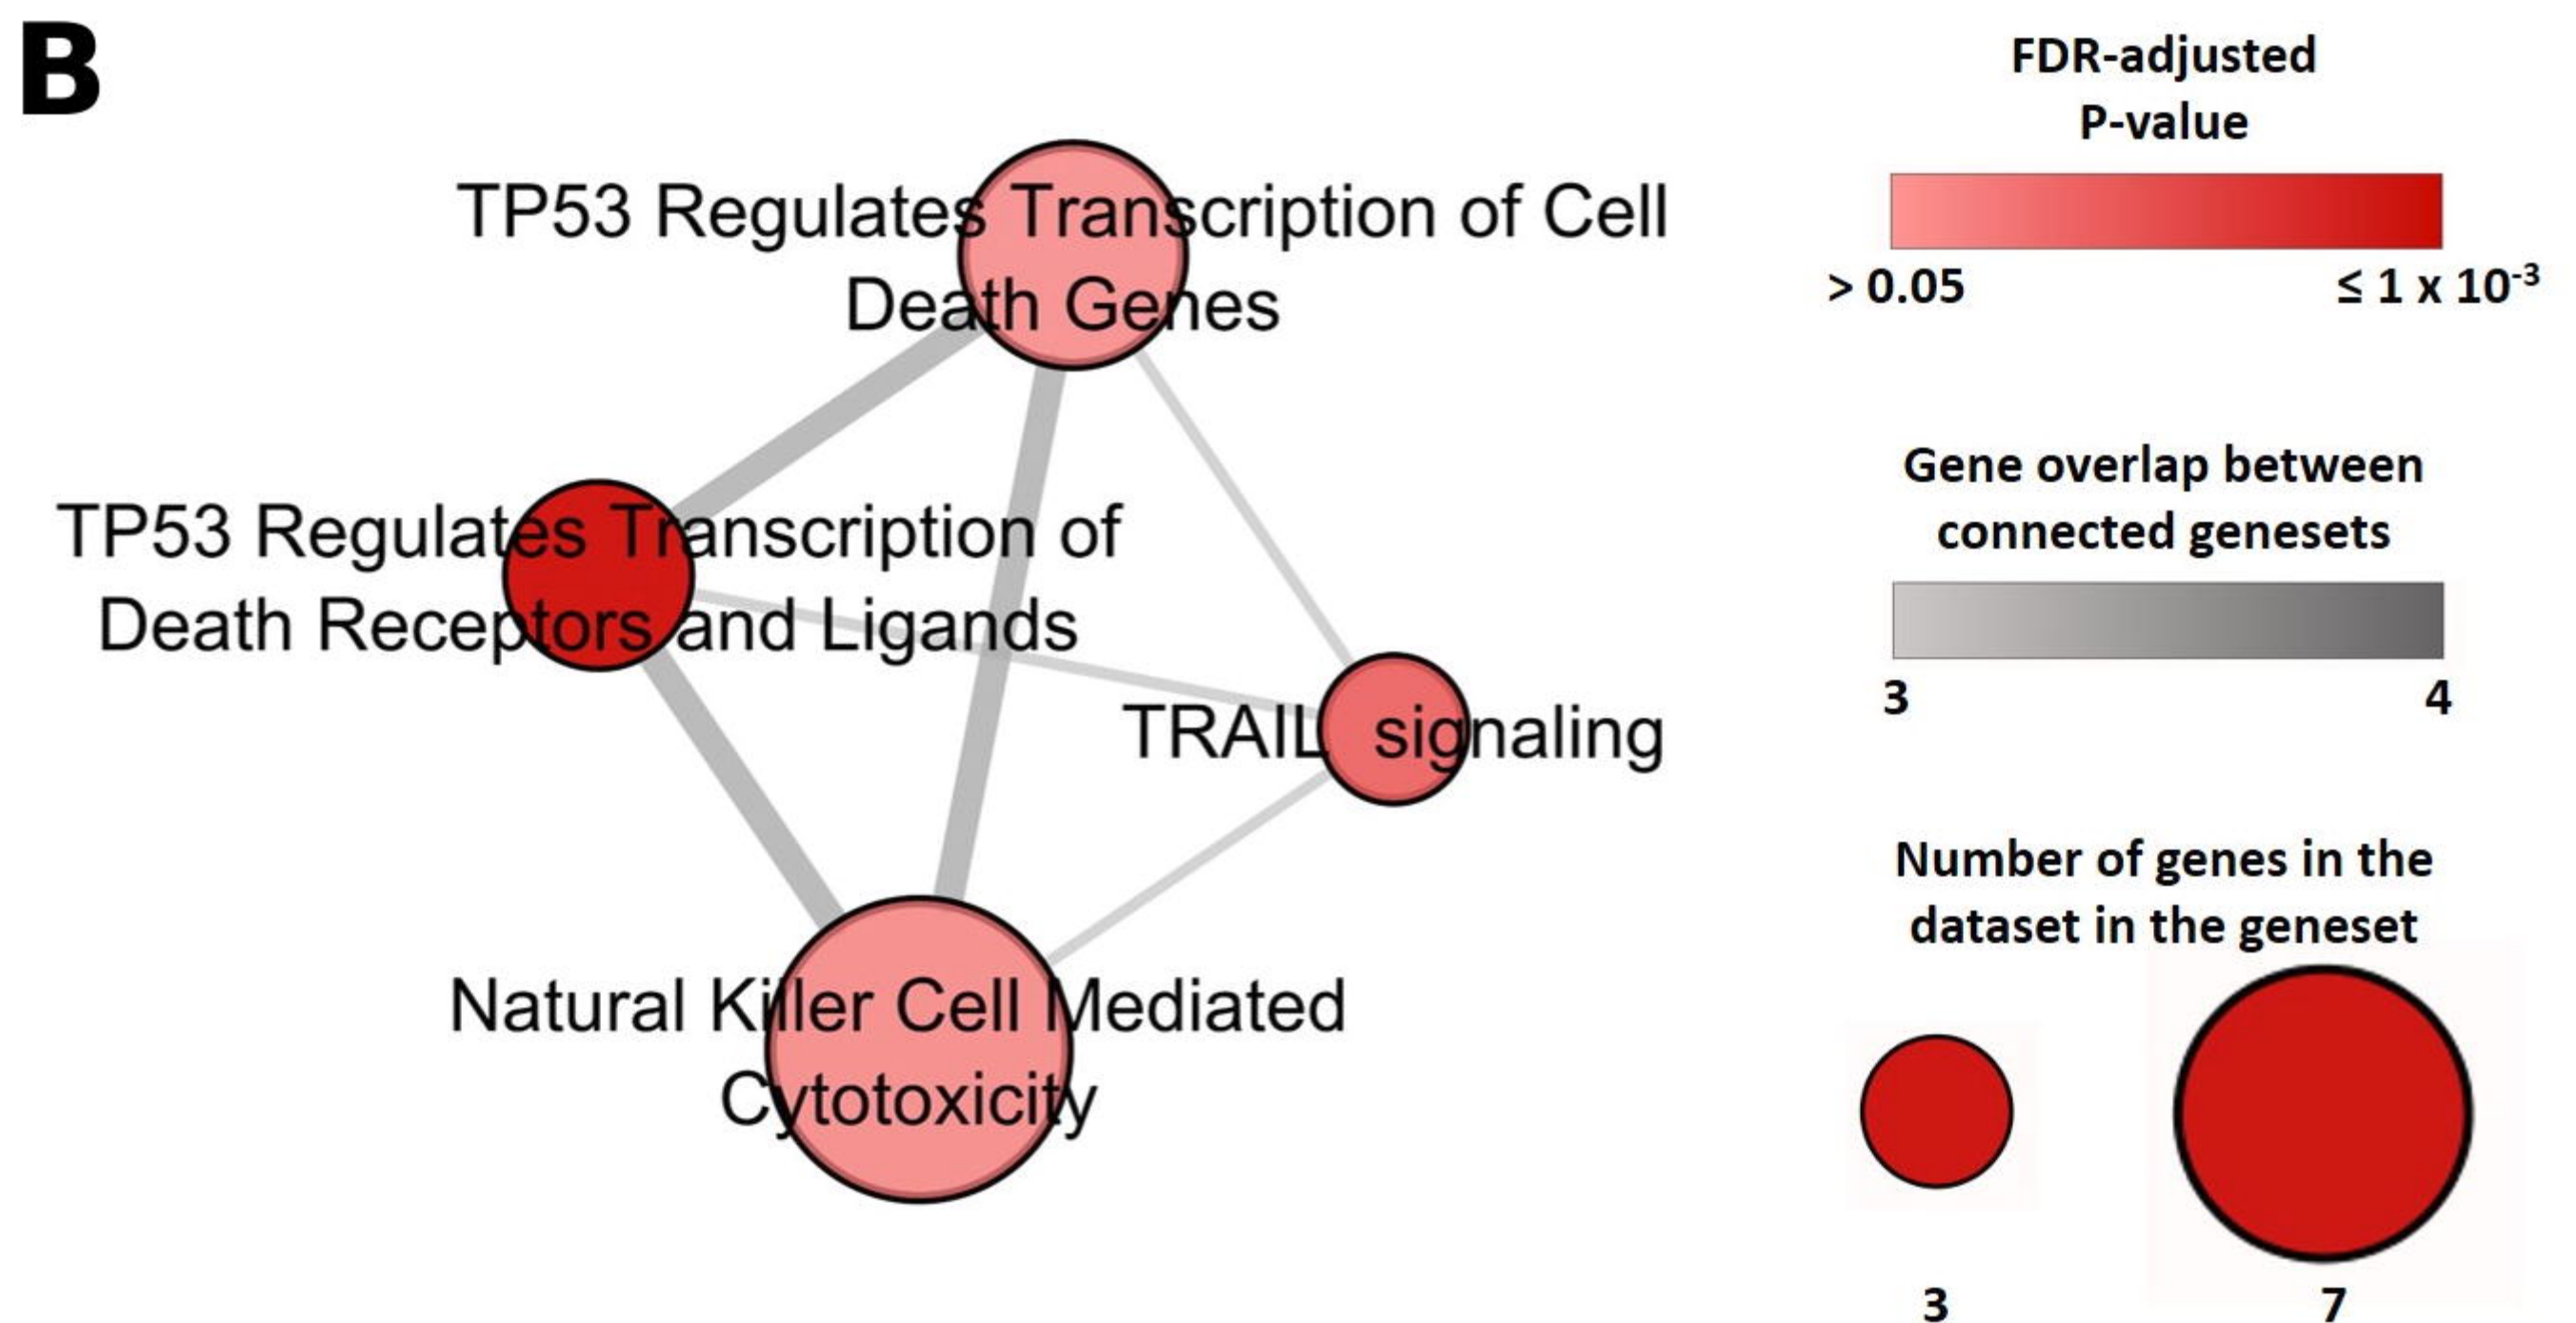 B
TP53 Regulates Transcription of Cell
Death Genes
TP53 Regulates Transcription of
Death Receptors and Ligands
TRAIL signaling
Natural Killer Cell Mediated
Cytotoxicity
FDR-adjusted
P-value
> 0.05
≤ 1 x 10⁻³
Gene overlap between
connected genesets
3
4
Number of genes in the
dataset in the geneset
3
7